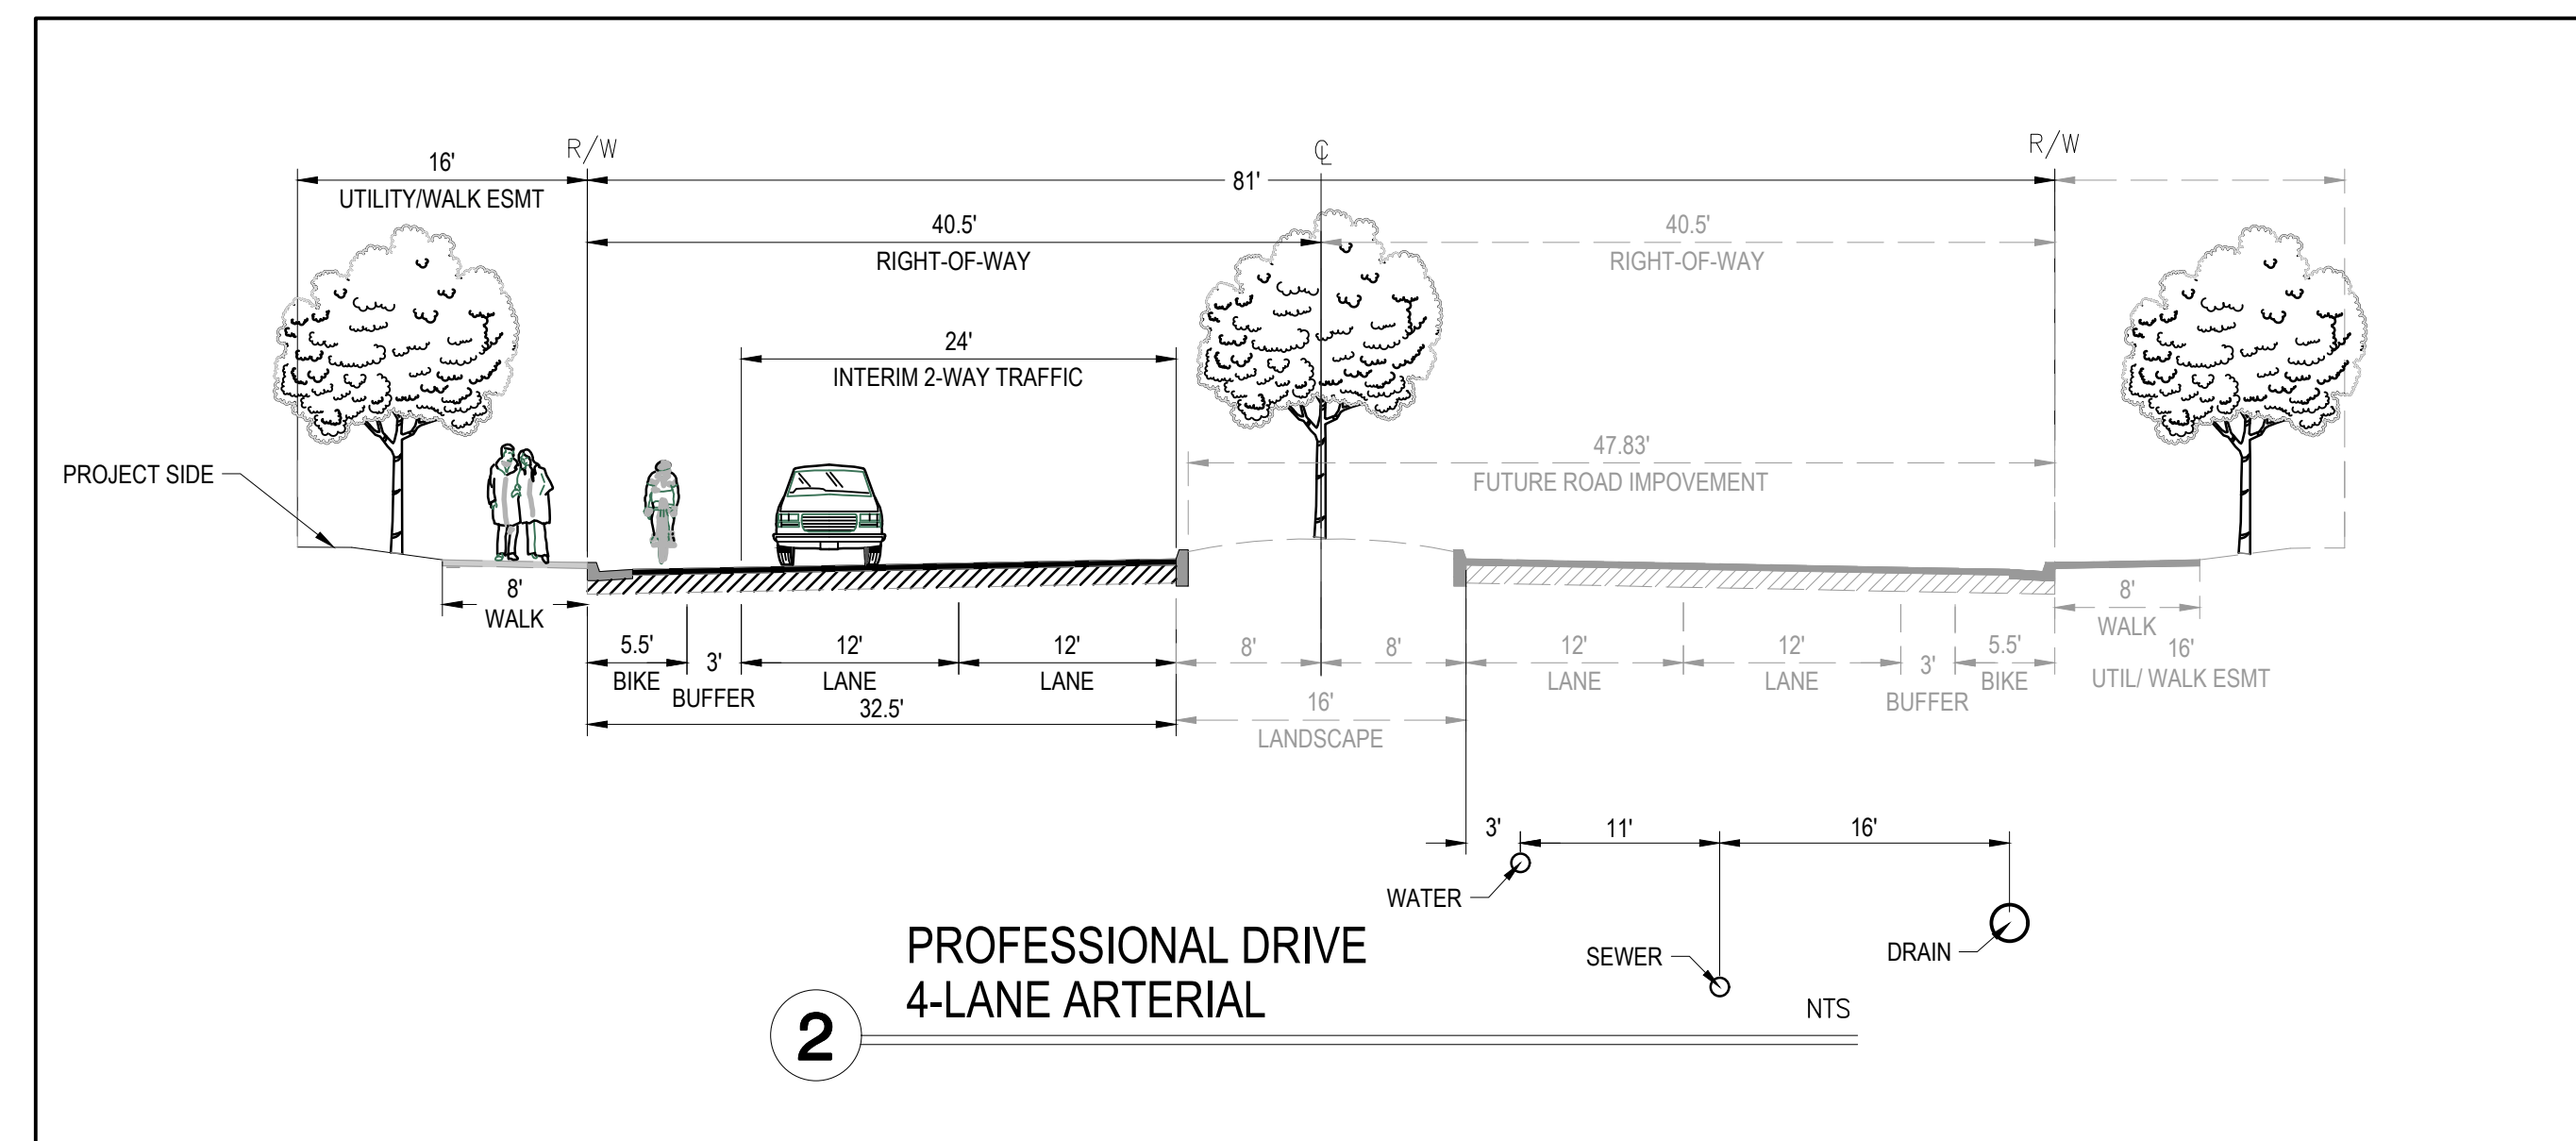 R/W
℄
R/W
16'
UTILITY/WALK ESMT
81'
40.5'
RIGHT-OF-WAY
40.5'
RIGHT-OF-WAY
24'
INTERIM 2-WAY TRAFFIC
47.83'
FUTURE ROAD IMPOVEMENT
PROJECT SIDE
8'
WALK
5.5'
BIKE
3'
BUFFER
12'
LANE
12'
LANE
32.5'
8'
8'
16'
LANDSCAPE
12'
LANE
12'
LANE
3'
BUFFER
5.5'
BIKE
8'
WALK
16'
UTIL/ WALK ESMT
3'
11'
16'
WATER
SEWER
DRAIN
PROFESSIONAL DRIVE
4-LANE ARTERIAL
2
NTS